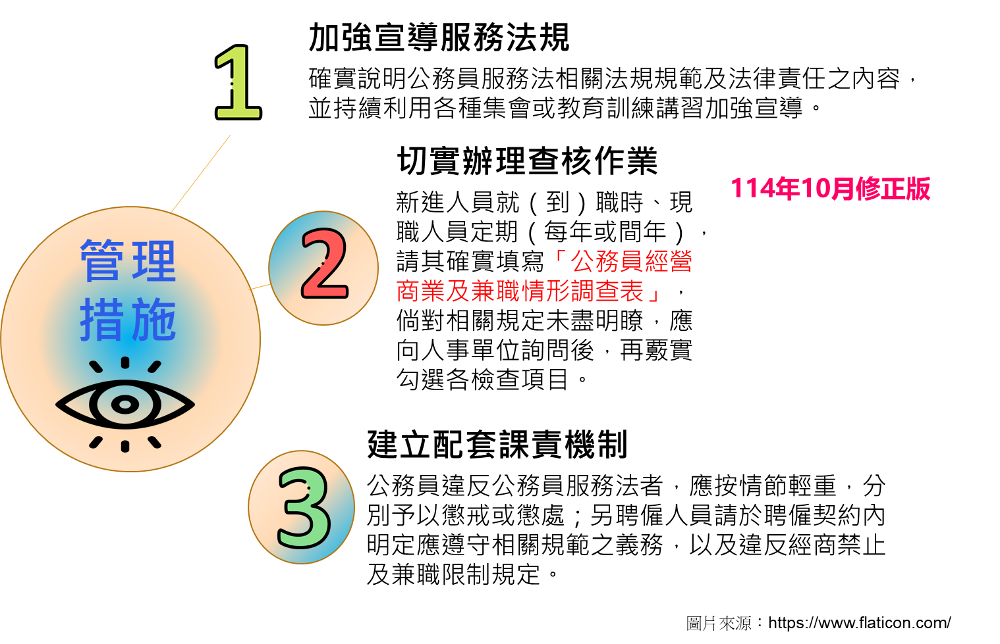 管理
措施
1
加強宣導服務法規
確實說明公務員服務法相關法規規範及法律責任之內容，
並持續利用各種集會或教育訓練講習加強宣導。
2
切實辦理查核作業
114年10月修正版
新進人員就（到）職時、現
職人員定期（每年或間年），
請其確實填寫「公務員經營
商業及兼職情形調查表」，
倘對相關規定未盡明瞭，應
向人事單位詢問後，再覈實
勾選各檢查項目。
3
建立配套課責機制
公務員違反公務員服務法者，應按情節輕重，分
別予以懲戒或懲處；另聘僱人員請於聘僱契約內
明定應遵守相關規範之義務，以及違反經商禁止
及兼職限制規定。
圖片來源：https://www.flaticon.com/